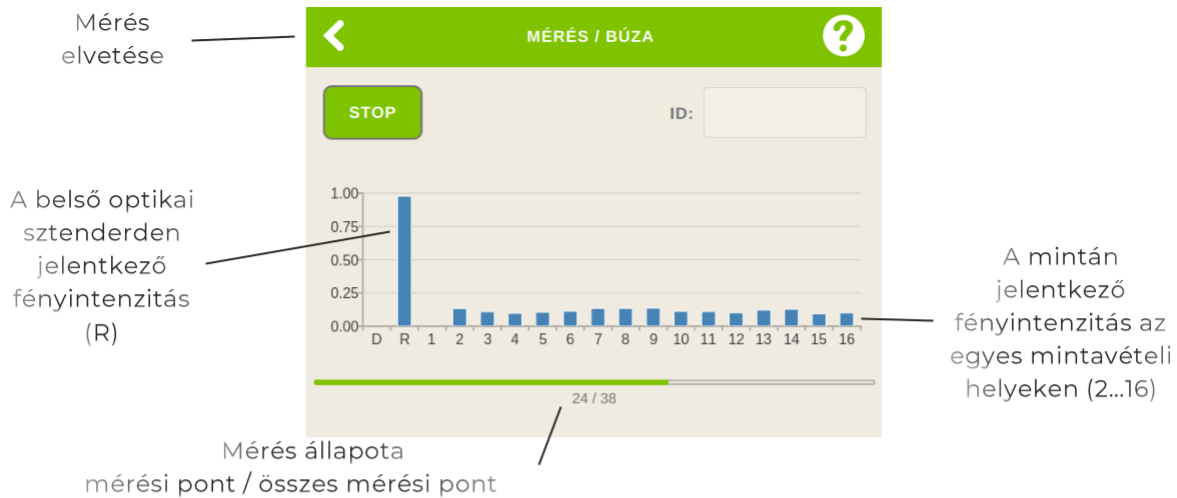 Mérés
elvetése
MÉRÉS / BÚZA
?
STOP
ID:
A belső optikai
sztenderden
jelentkező
fényintenzitás
(R)
1.00
0.75
0.50
0.25
0.00
D R 1 2 3 4 5 6 7 8 9 10 11 12 13 14 15 16
A mintán
jelentkező
fényintenzitás az
egyes mintavételi
helyeken (2...16)
24 / 38
Mérés állapota
mérési pont / összes mérési pont